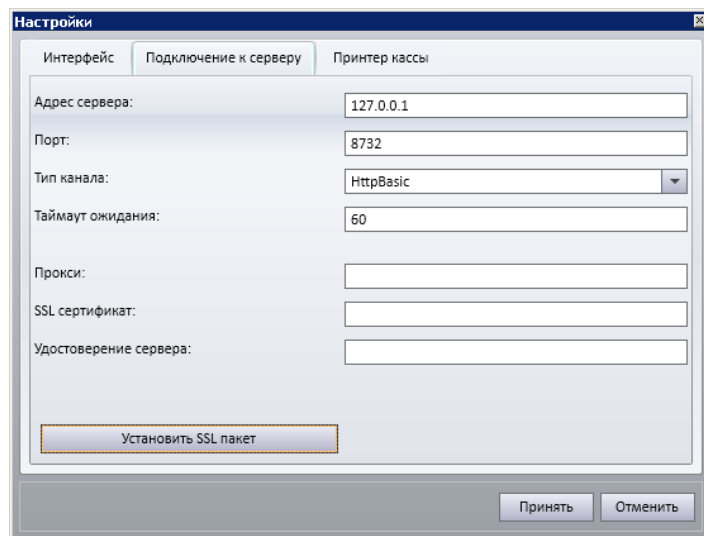 Настройки
Интерфейс Подключение к серверу Принтер кассы
Адрес сервера: 127.0.0.1
Порт: 8732
Тип канала: HttpBasic
Таймаут ожидания: 60
Прокси:
SSL сертификат:
Удостоверение сервера:
Установить SSL пакет
Принять Отменить